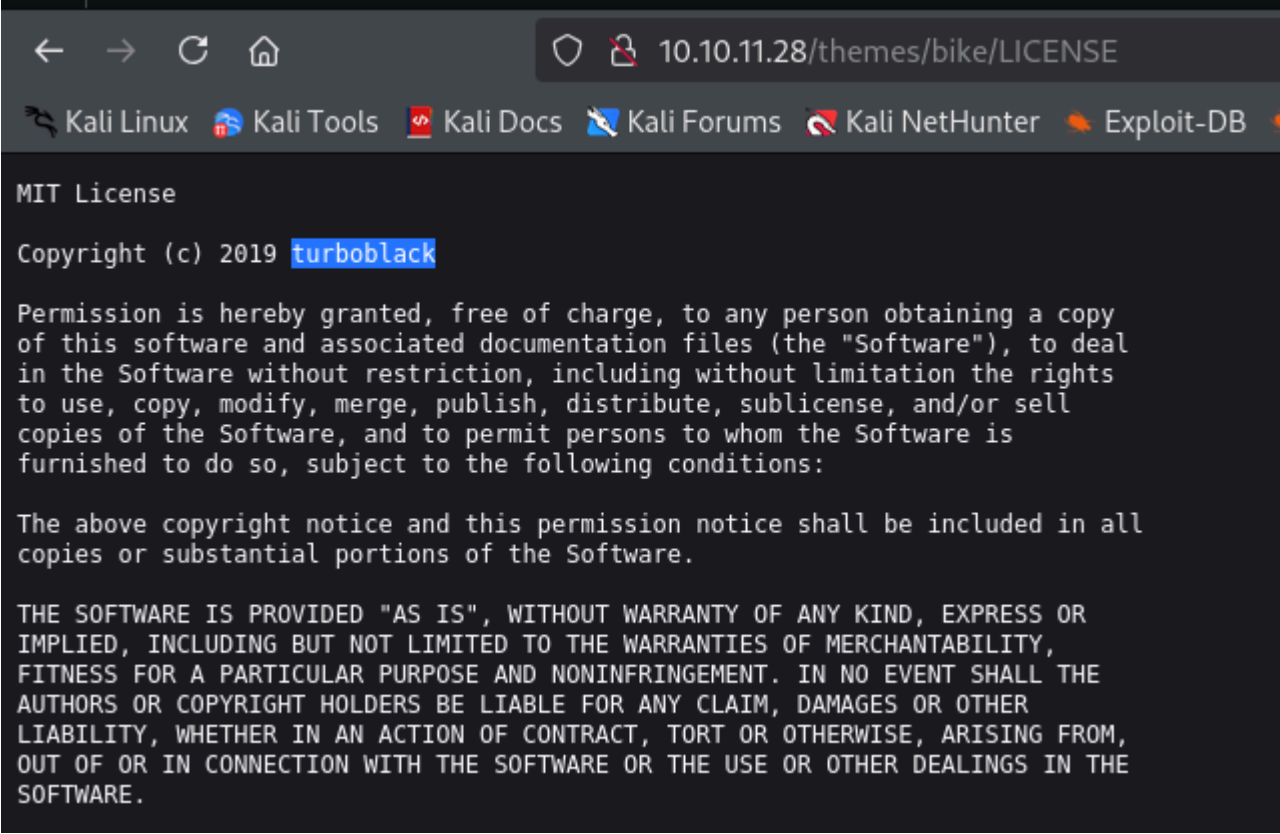 10.10.11.28/themes/bike/LICENSE
Kali Linux Kali Tools Kali Docs Kali Forums Kali NetHunter Exploit-DB
MIT License
Copyright (c) 2019 turboblack
Permission is hereby granted, free of charge, to any person obtaining a copy
of this software and associated documentation files (the "Software"), to deal
in the Software without restriction, including without limitation the rights
to use, copy, modify, merge, publish, distribute, sublicense, and/or sell
copies of the Software, and to permit persons to whom the Software is
furnished to do so, subject to the following conditions:
The above copyright notice and this permission notice shall be included in all
copies or substantial portions of the Software.
THE SOFTWARE IS PROVIDED "AS IS", WITHOUT WARRANTY OF ANY KIND, EXPRESS OR
IMPLIED, INCLUDING BUT NOT LIMITED TO THE WARRANTIES OF MERCHANTABILITY,
FITNESS FOR A PARTICULAR PURPOSE AND NONINFRINGEMENT. IN NO EVENT SHALL THE
AUTHORS OR COPYRIGHT HOLDERS BE LIABLE FOR ANY CLAIM, DAMAGES OR OTHER
LIABILITY, WHETHER IN AN ACTION OF CONTRACT, TORT OR OTHERWISE, ARISING FROM,
OUT OF OR IN CONNECTION WITH THE SOFTWARE OR THE USE OR OTHER DEALINGS IN THE
SOFTWARE.